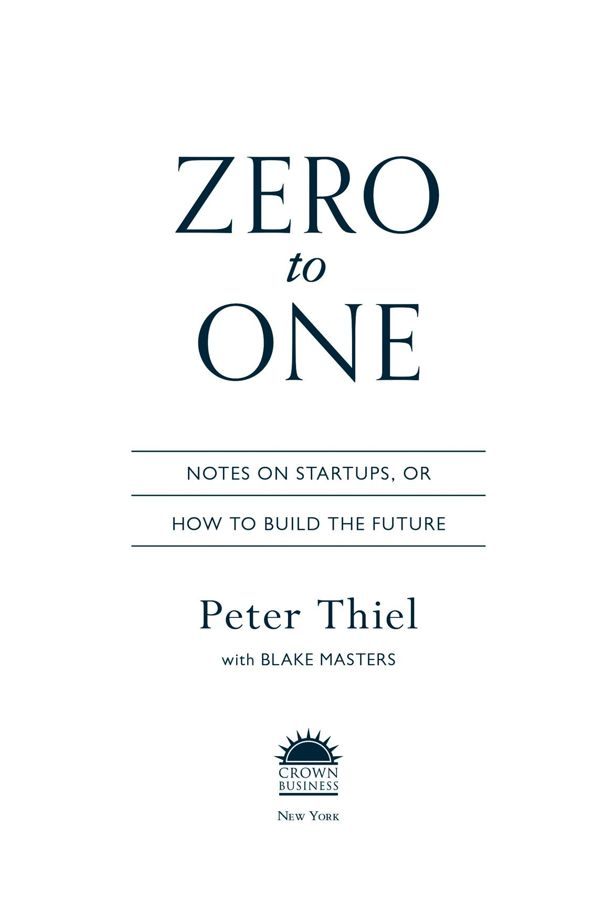 ZERO
to
ONE
NOTES ON STARTUPS, OR
HOW TO BUILD THE FUTURE
Peter Thiel
with BLAKE MASTERS
CROWN
BUSINESS
NEW YORK